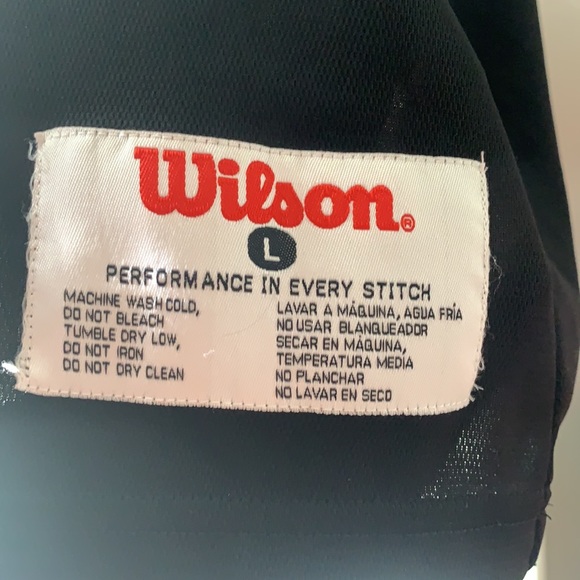 Wilson®
L
PERFORMANCE IN EVERY STITCH
MACHINE WASH COLD,
DO NOT BLEACH
TUMBLE DRY LOW,
DO NOT IRON
DO NOT DRY CLEAN
LAVAR A MÁQUINA, AGUA FRÍA
NO USAR BLANQUEADOR
SECAR EN MÁQUINA,
TEMPERATURA MEDIA
NO PLANCHAR
NO LAVAR EN SECO